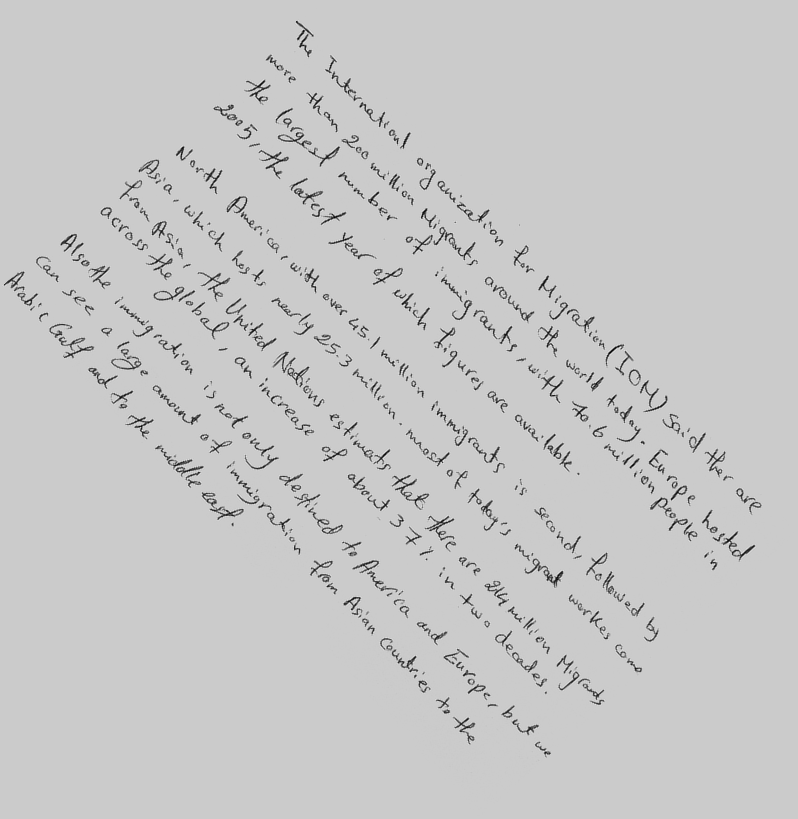 The Internationl organization for Migration (IOM) said ther are
more than 200 million Migrants around the world today. Europe hosted
the largest number of immigrants, with 70.6 million people in
2005, the latest year of which figures are available.
North America, with over 45.1 million immigrants is second, followed by
Asia, which hosts nearly 25.3 million. most of today's migrant workes come
from Asia, the United Nations estimats that there are 214 million Migrants
across the global, an increase of about 37% in two decades.
Also the immigration is not only destined to America and Europe, but we
can see a large amount of immigration from Asian countries to the
Arabic Gulf and to the middle east.